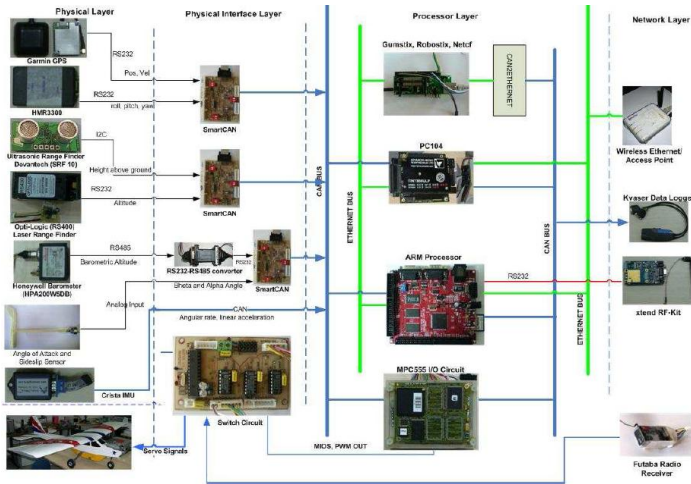 Physical Layer
Physical Interface Layer
Processor Layer
Network Layer
Garmin GPS
RS232
Pos, Vel
HMR3300
RS232
roll, pitch, yaw
SmartCAN
I2C
Ultrasonic Range Finder
Devantech (SRF 10)
Height above ground
RS232
Altitude
SmartCAN
Opti-Logic (RS400)
Laser Range Finder
RS485
Barometric Altitude
RS232-RS485 converter
RS232
Honeywell Barometer
(HPA200W5DB)
Bheta and Alpha Angle
SmartCAN
Analog Input
Angle of Attack and
Sideslip Sensor
CAN
Angular rate, linear acceleration
Crista IMU
Switch Circuit
Servo Signals
MIOS, PWM OUT
CAN BUS
ETHERNET BUS
Gumstix, Robostix, Netcf
CAN2ETHERNET
PC104
ARM Processor
MPC555 I/O Circuit
CAN BUS
ETHERNET BUS
RS232
Wireless Ethernet/
Access Point
Kvaser Data Logger
xtend RF-Kit
Futaba Radio
Receiver